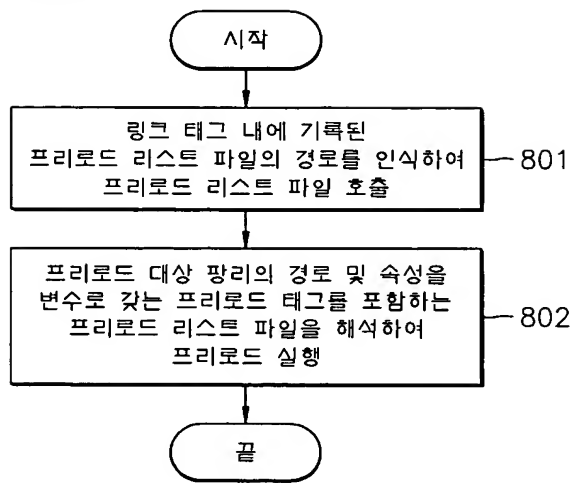 시작
링크 태그 내에 기록된
프리로드 리스트 파일의 경로를 인식하여
프리로드 리스트 파일 호출
801
프리로드 대상 팡리의 경로 및 속성을
변수로 갖는 프리로드 태그를 포함하는
프리로드 리스트 파일을 해석하여
프리로드 실행
802
끝